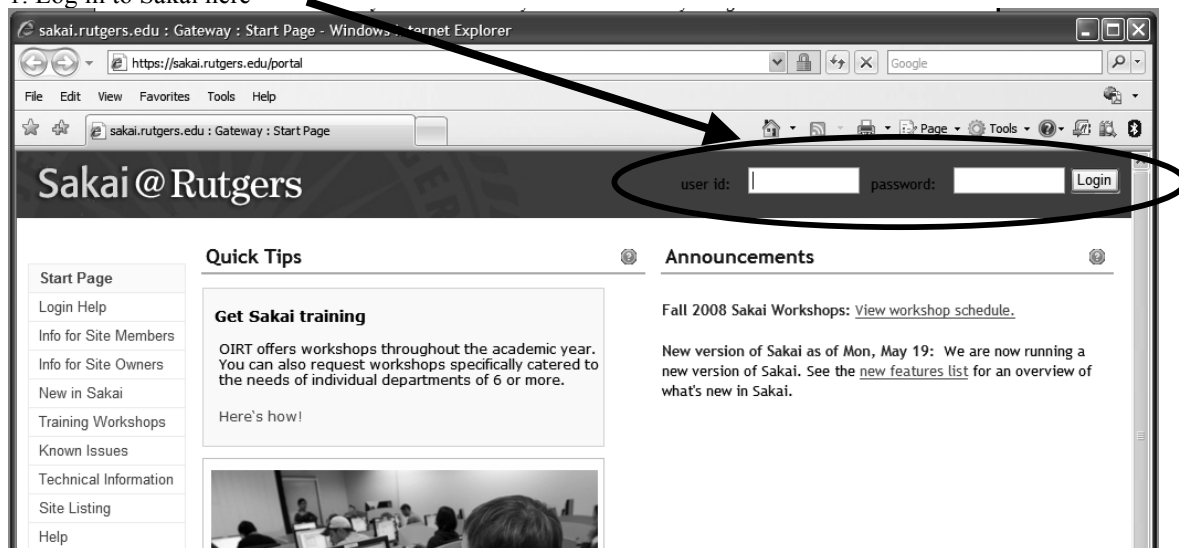 1. Log in to Sakai here
sakai.rutgers.edu : Gateway : Start Page - Windows Internet Explorer
https://sakai.rutgers.edu/portal
Google
File Edit View Favorites Tools Help
sakai.rutgers.edu : Gateway : Start Page
Page Tools
Sakai@Rutgers
user id: password: Login
Start Page
Login Help
Info for Site Members
Info for Site Owners
New in Sakai
Training Workshops
Known Issues
Technical Information
Site Listing
Help
Quick Tips
Get Sakai training
OIRT offers workshops throughout the academic year.
You can also request workshops specifically catered to
the needs of individual departments of 6 or more.
Here's how!
Announcements
Fall 2008 Sakai Workshops: View workshop schedule.
New version of Sakai as of Mon, May 19: We are now running a
new version of Sakai. See the new features list for an overview of
what's new in Sakai.